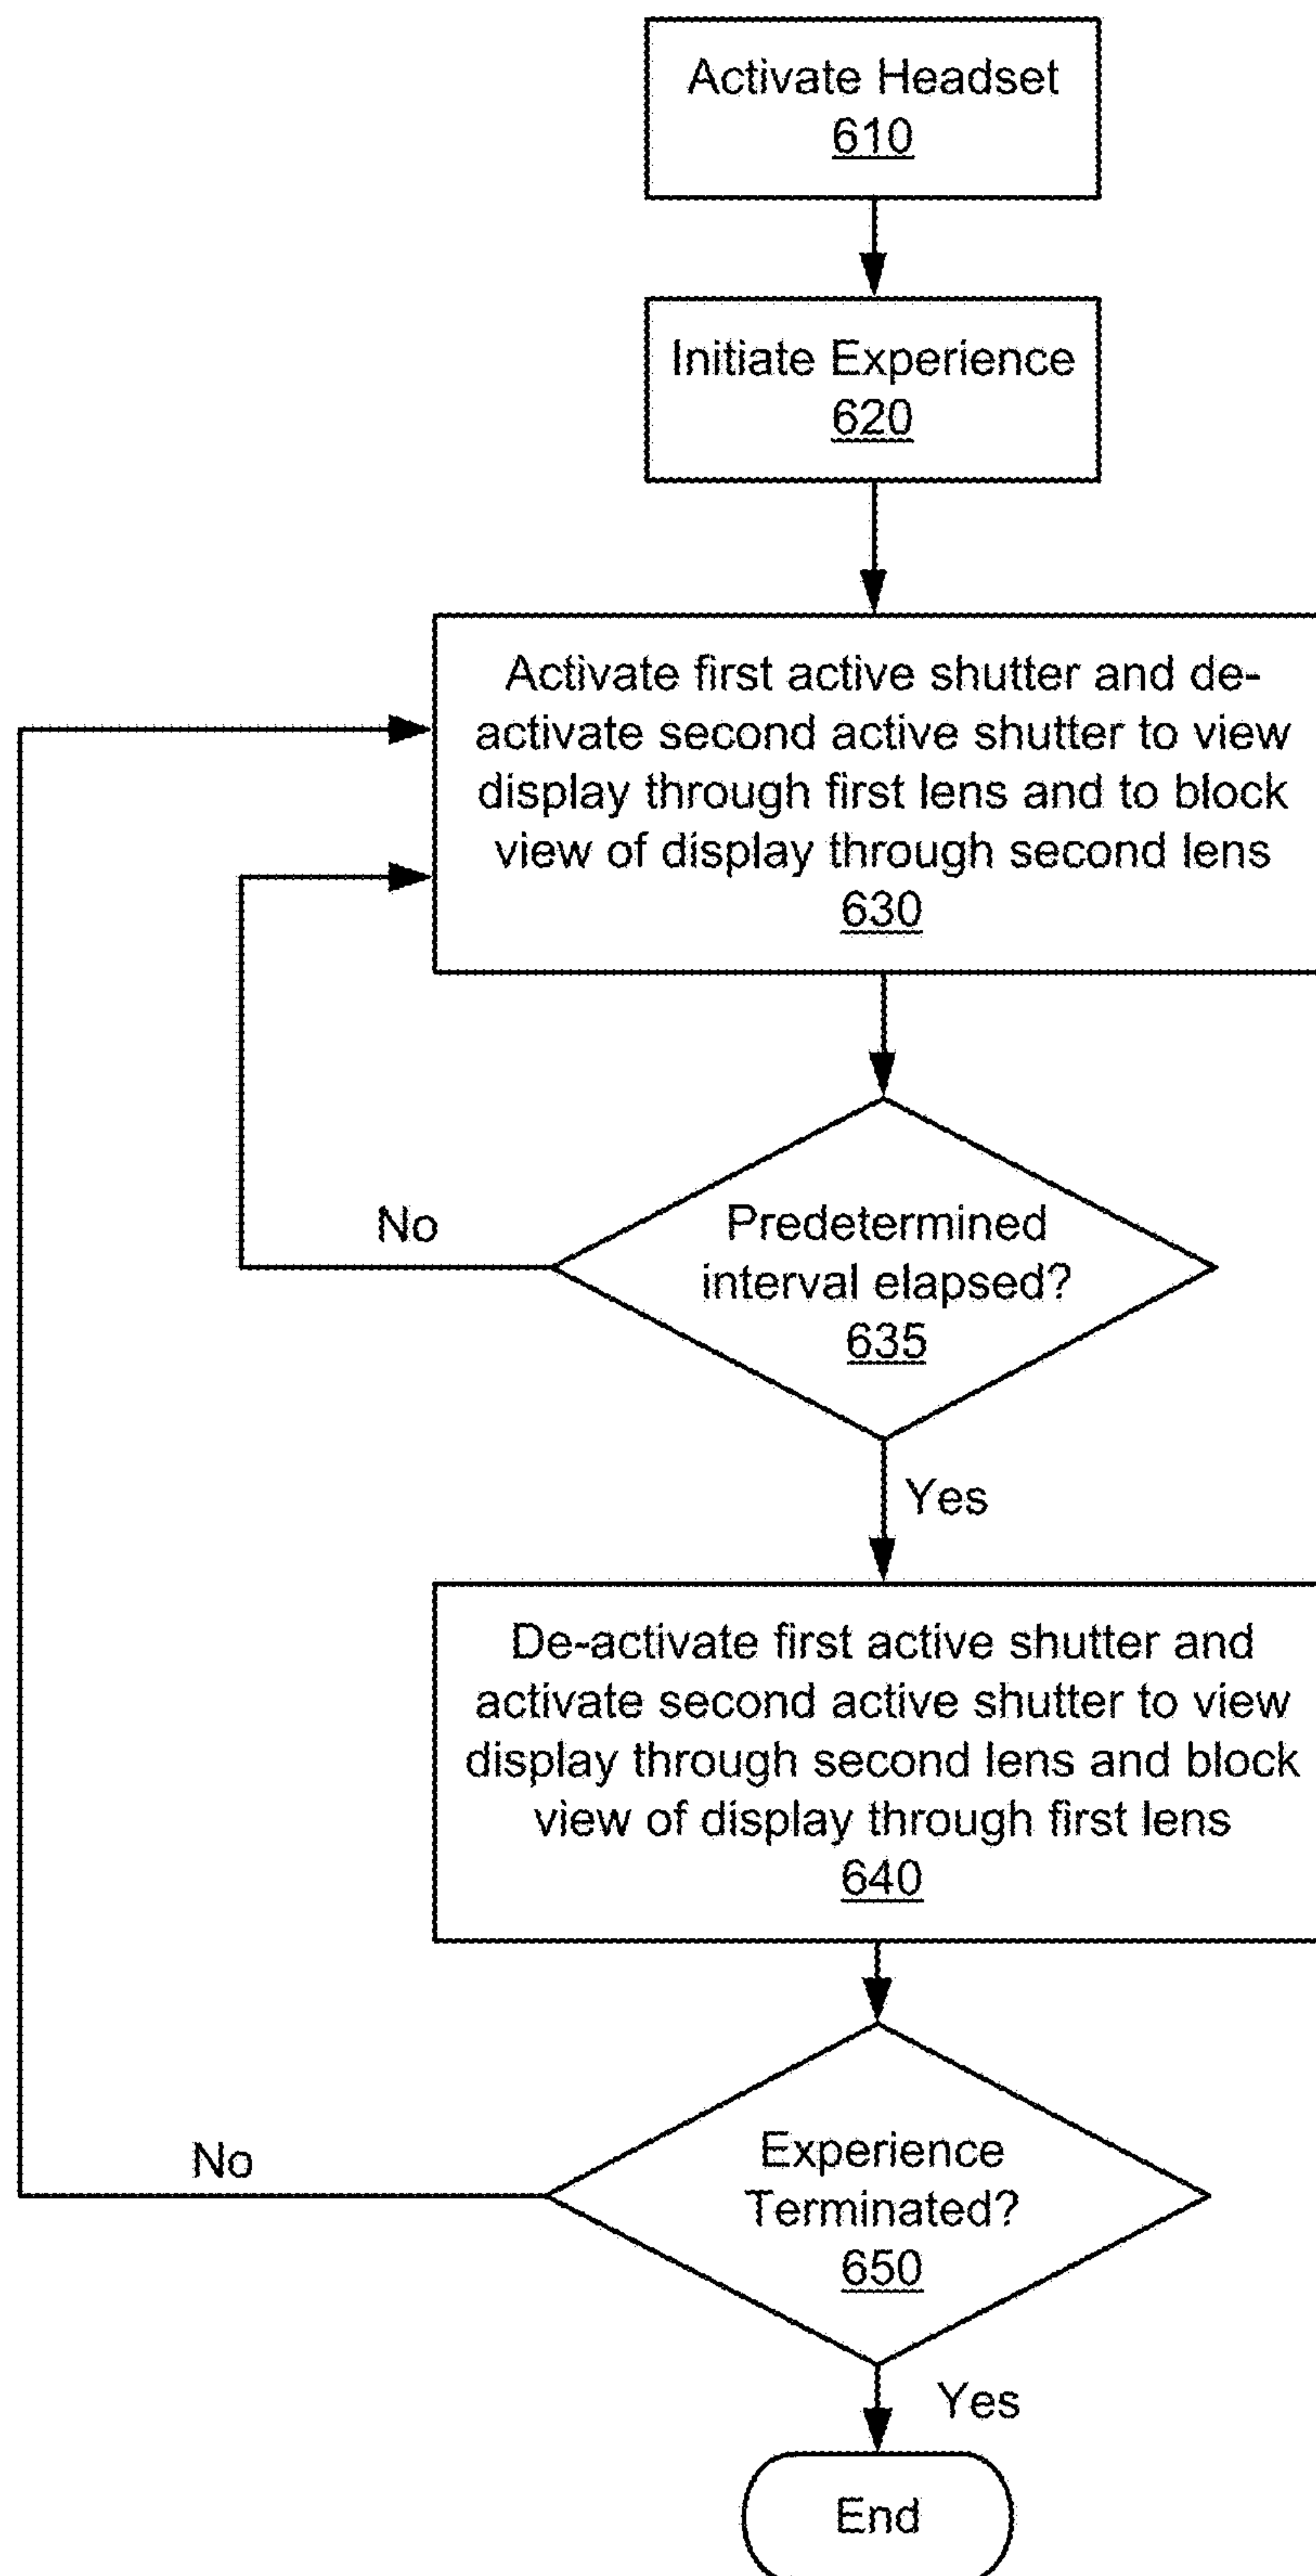 Activate Headset
610
Initiate Experience
620
Activate first active shutter and de-
activate second active shutter to view
display through first lens and to block
view of display through second lens
630
No
Predetermined
interval elapsed?
635
Yes
De-activate first active shutter and
activate second active shutter to view
display through second lens and block
view of display through first lens
640
No
Experience
Terminated?
650
Yes
End